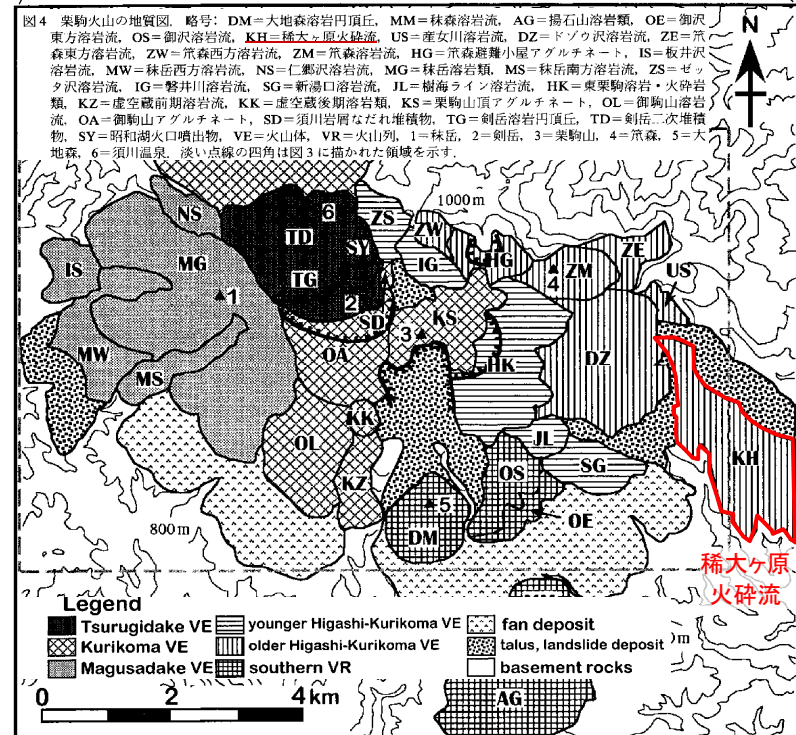 図4 栗駒火山の地質図. 略号: DM=大地森溶岩円頂丘, MM=秣森溶岩流, AG=揚石山溶岩類, OE=御沢
東方溶岩流, OS=御沢溶岩流, KH=稀大ヶ原火砕流, US=産女川溶岩流, DZ=ドゾウ沢溶岩流, ZE=笊
森東方溶岩流, ZW=笊森西方溶岩流, ZM=笊森溶岩流, HG=笊森避難小屋アグルチネート, IS=板井沢
溶岩流, MW=秣岳西方溶岩流, NS=仁郷沢溶岩流, MG=秣岳溶岩類, MS=秣岳南方溶岩流, ZS=ゼッ
タ沢溶岩流, IG=磐井川溶岩流, SG=新湯口溶岩流, JL=樹海ライン溶岩流, HK=東栗駒溶岩・火砕岩
類, KZ=虚空蔵前期溶岩流, KK=虚空蔵後期溶岩類, KS=栗駒山頂アグルチネート, OL=御駒山溶岩
流, OA=御駒山アグルチネート, SD=須川岩屑なだれ堆積物, TG=剣岳溶岩円頂丘, TD=剣岳二次堆積
物, SY=昭和湖火口噴出物, VE=火山体, VR=火山列, 1=秣岳, 2=剣岳, 3=栗駒山, 4=笊森, 5=大
地森, 6=須川温泉. 淡い点線の四角は図3に描かれた領域を示す.
N
1000m
6
NS
ZS
ZW
TD
SY
HG
ZE
IS
MG
IG
ZM
4
US
TG
1
2
SD
KS
3
MW
OA
HK
DZ
MS
KK
JL
KH
OL
KZ
OS
SG
5
OE
800m
DM
稀大ヶ原
火砕流
Legend
Tsurugidake VE
younger Higashi-Kurikoma VE
fan deposit
Kurikoma VE
older Higashi-Kurikoma VE
talus, landslide deposit
Magusadake VE
southern VR
basement rocks
0 2 4 km
AG